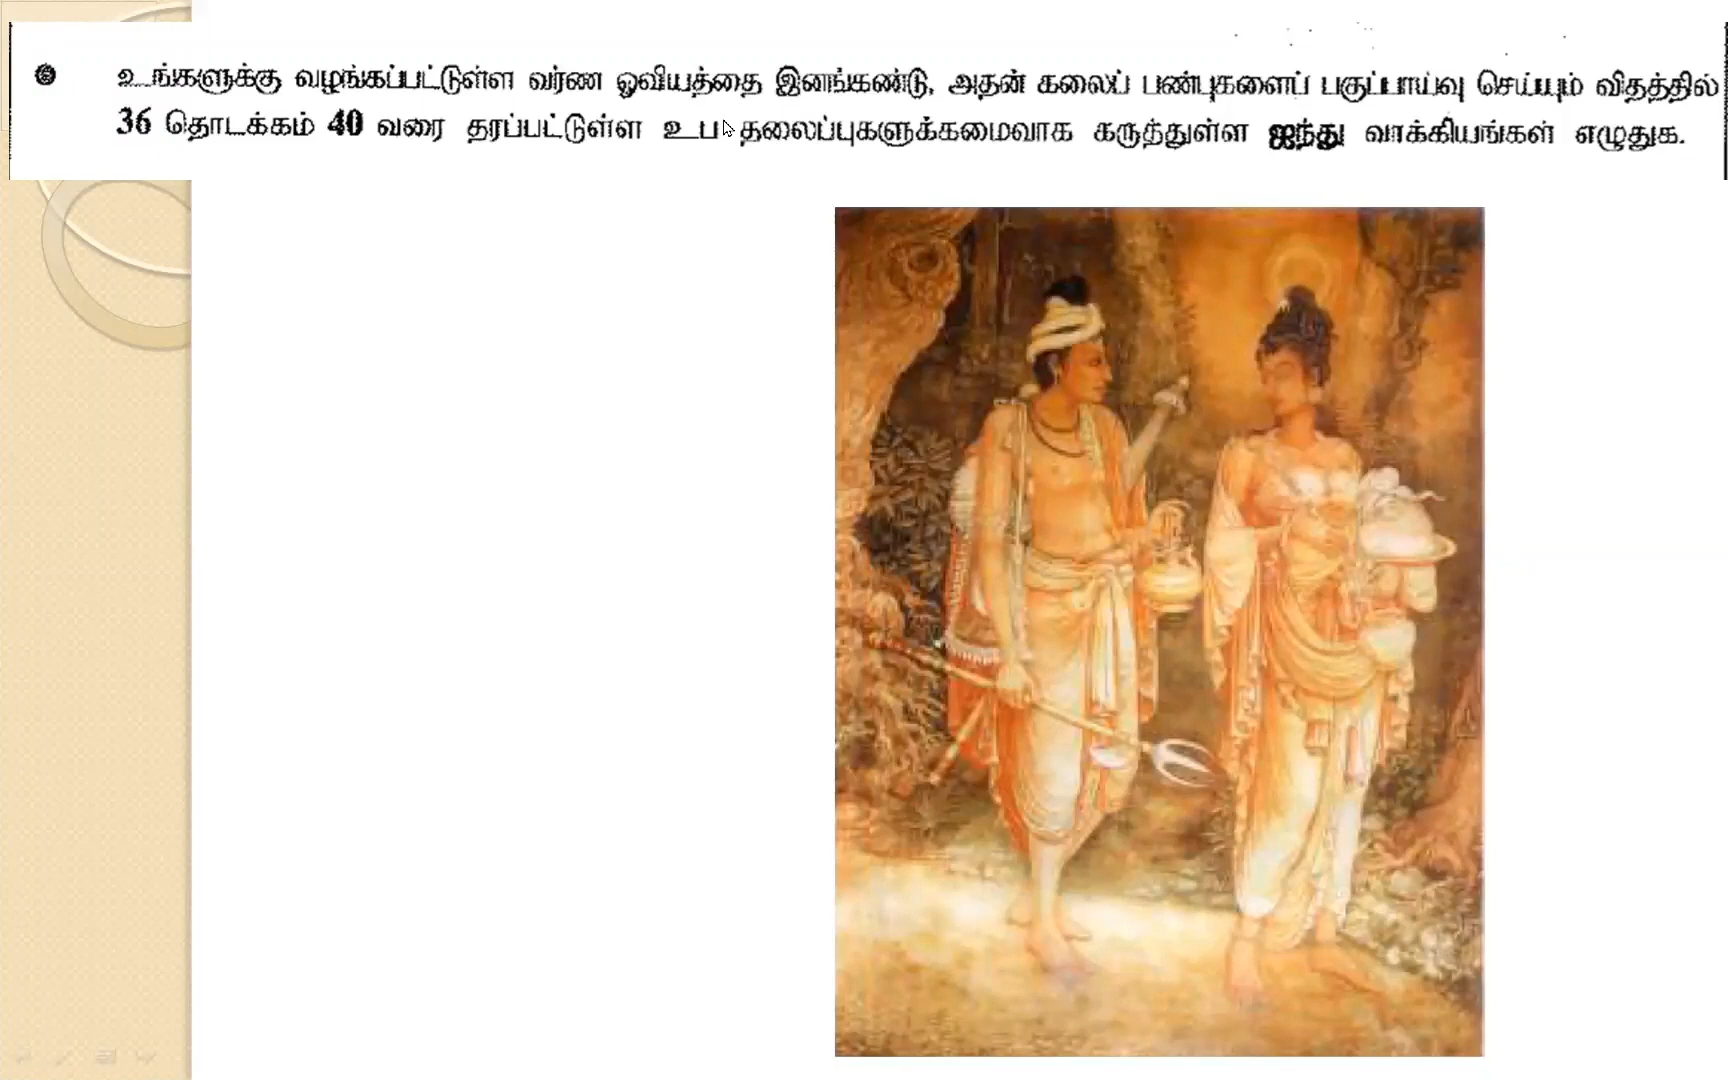 உங்களுக்கு வழங்கப்பட்டுள்ள வர்ண ஓவியத்தை இனங்கண்டு, அதன் கலைப் பண்புகளைப் பகுப்பாய்வு செய்யும் விதத்தில்
36 தொடக்கம் 40 வரை தரப்பட்டுள்ள உப தலைப்புகளுக்கமைவாக கருத்துள்ள ஐந்து வாக்கியங்கள் எழுதுக.